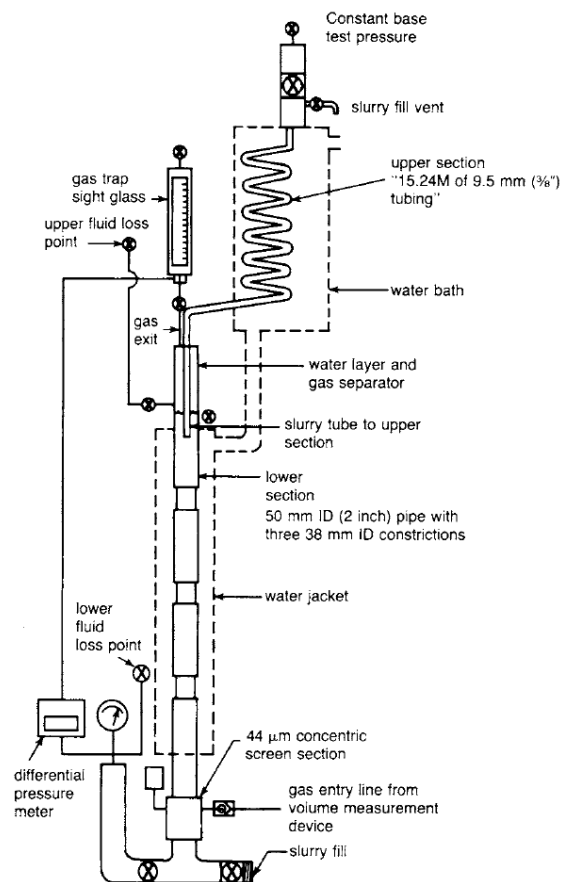 Constant base
test pressure
slurry fill vent
gas trap
sight glass
upper section
"15.24M of 9.5 mm (⅜")
tubing"
upper fluid loss
point
water bath
gas
exit
water layer and
gas separator
slurry tube to upper
section
lower
section
50 mm ID (2 inch) pipe with
three 38 mm ID constrictions
water jacket
lower
fluid
loss point
44 μm concentric
screen section
differential
pressure
meter
gas entry line from
volume measurement
device
slurry fill